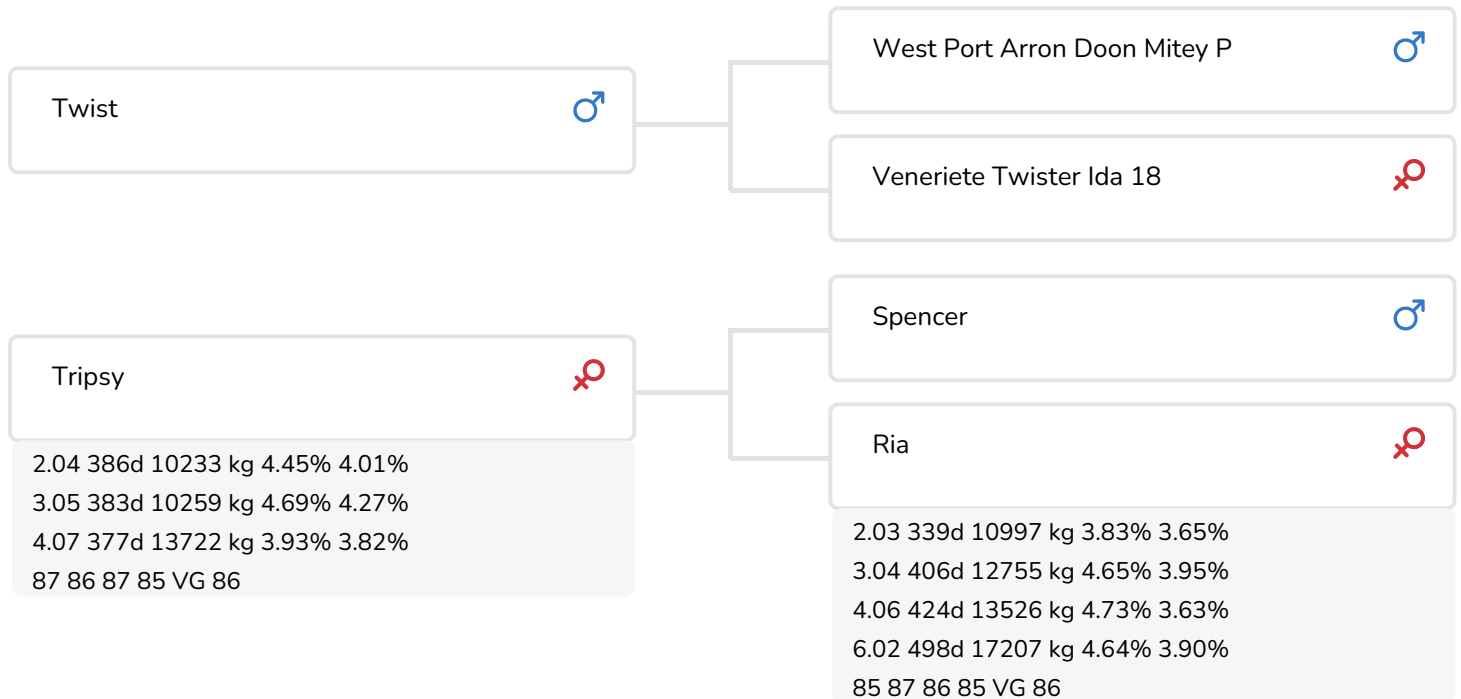 Twist
West Port Arron Doon Mitey P
Veneriete Twister Ida 18
Tripsy
2.04 386d 10233 kg 4.45% 4.01%
3.05 383d 10259 kg 4.69% 4.27%
4.07 377d 13722 kg 3.93% 3.82%
87 86 87 85 VG 86
Spencer
Ria
2.03 339d 10997 kg 3.83% 3.65%
3.04 406d 12755 kg 4.65% 3.95%
4.06 424d 13526 kg 4.73% 3.63%
6.02 498d 17207 kg 4.64% 3.90%
85 87 86 85 VG 86